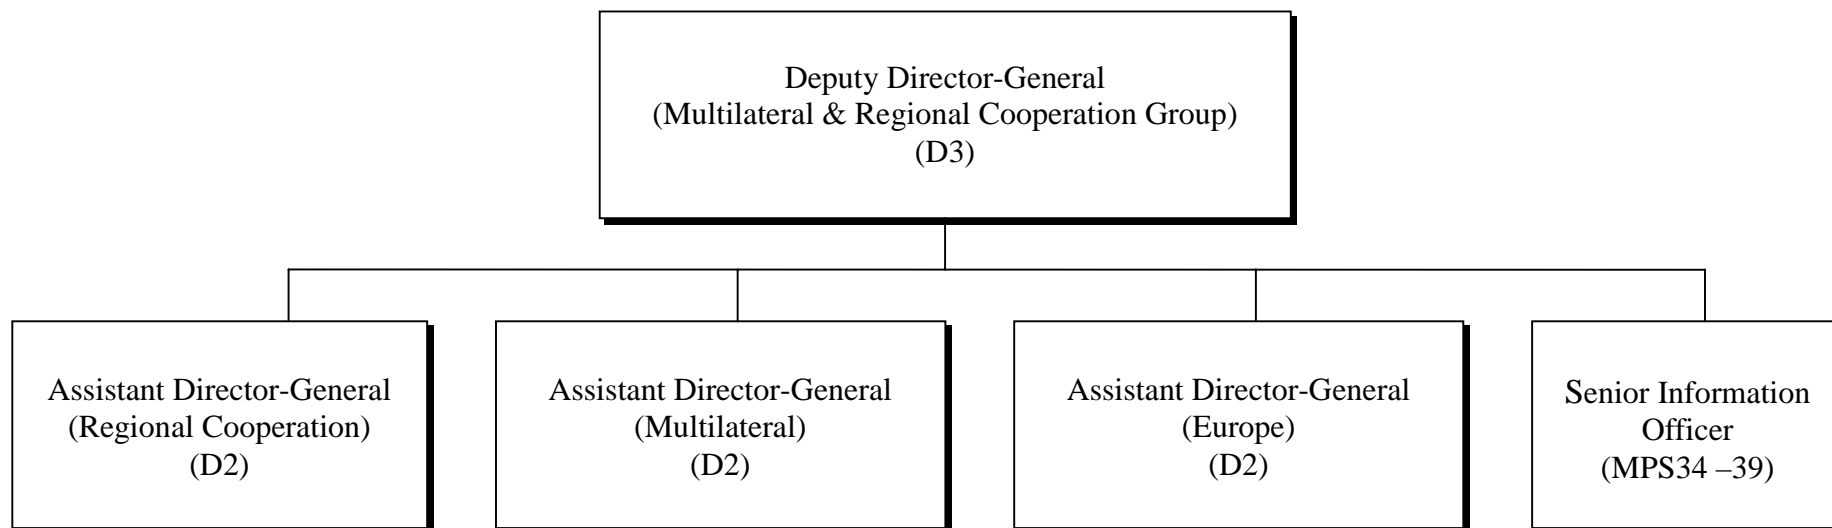 Deputy Director-General
(Multilateral & Regional Cooperation Group)
(D3)
Assistant Director-General
(Regional Cooperation)
(D2)
Assistant Director-General
(Multilateral)
(D2)
Assistant Director-General
(Europe)
(D2)
Senior Information
Officer
(MPS34 –39)